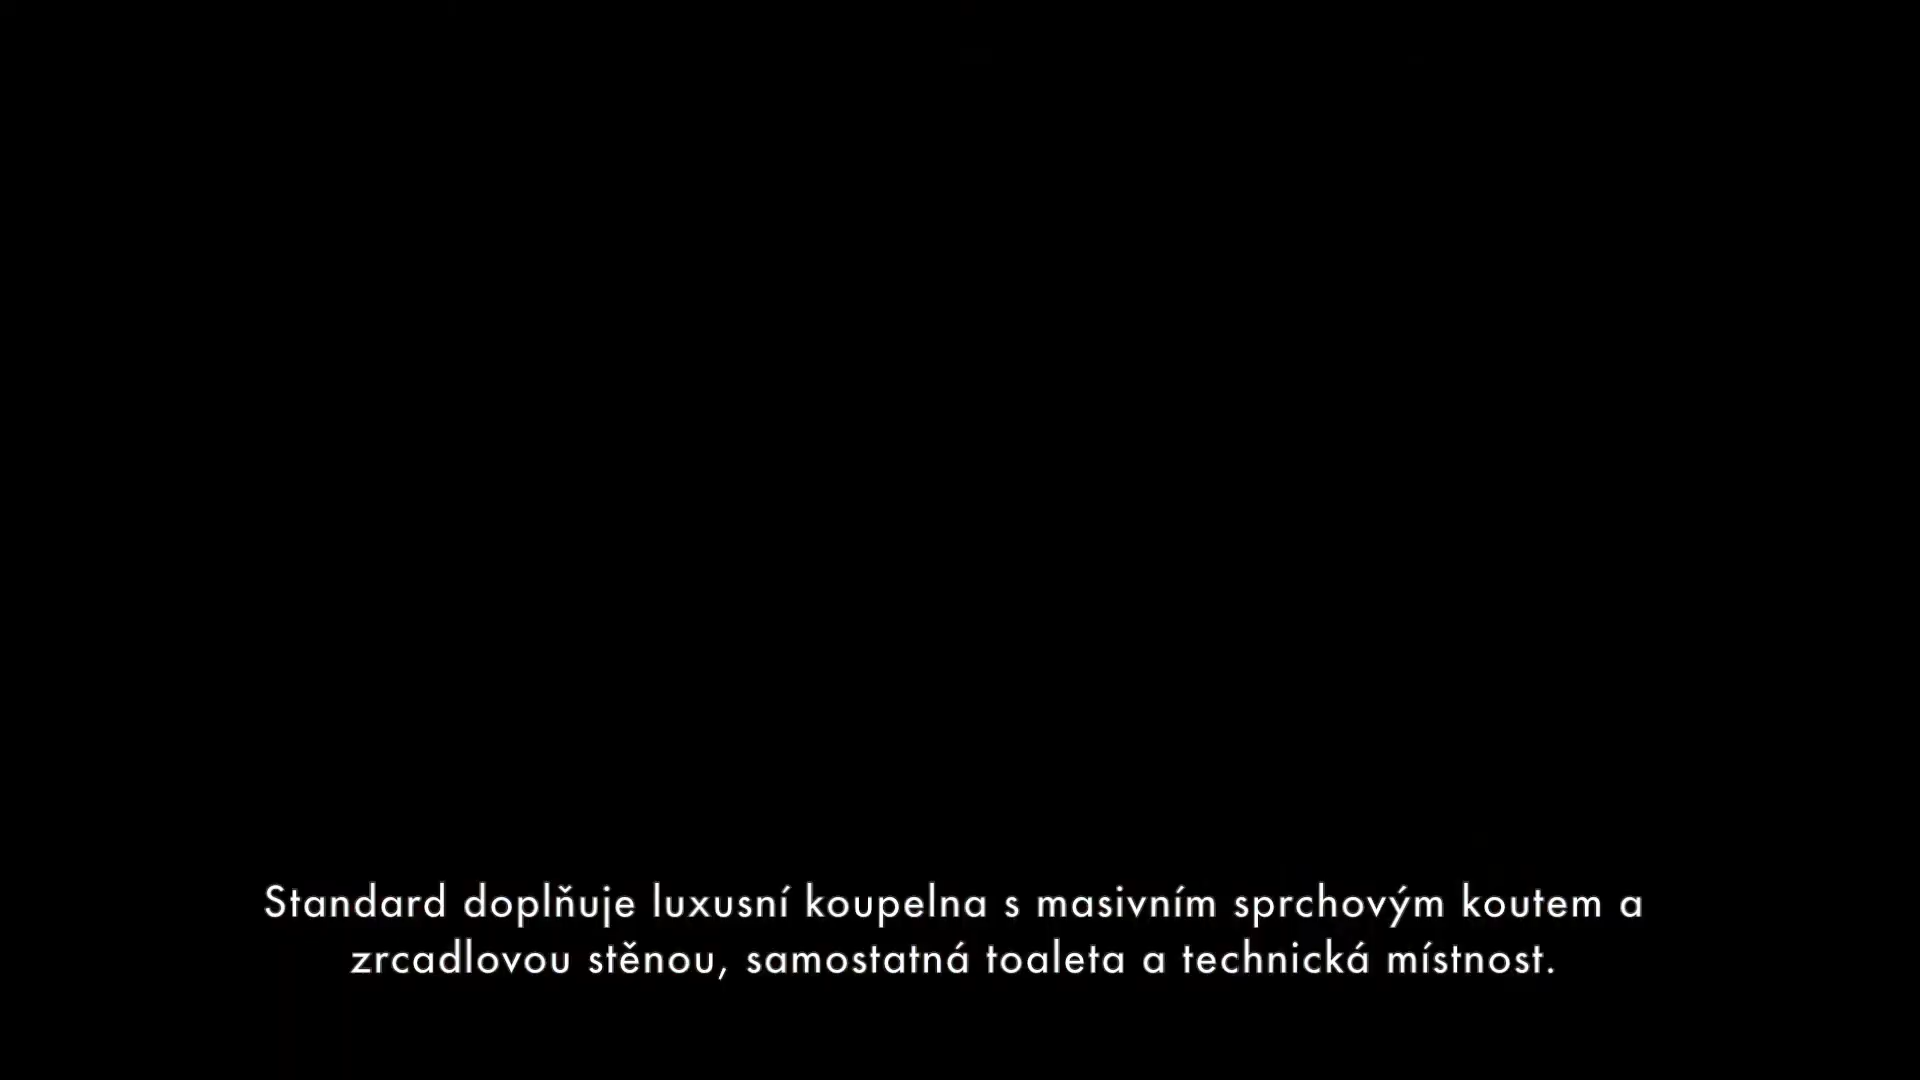 Standard doplňuje luxusní koupelna s masivním sprchovým koutem a
zrcadlovou stěnou, samostatná toaleta a technická místnost.